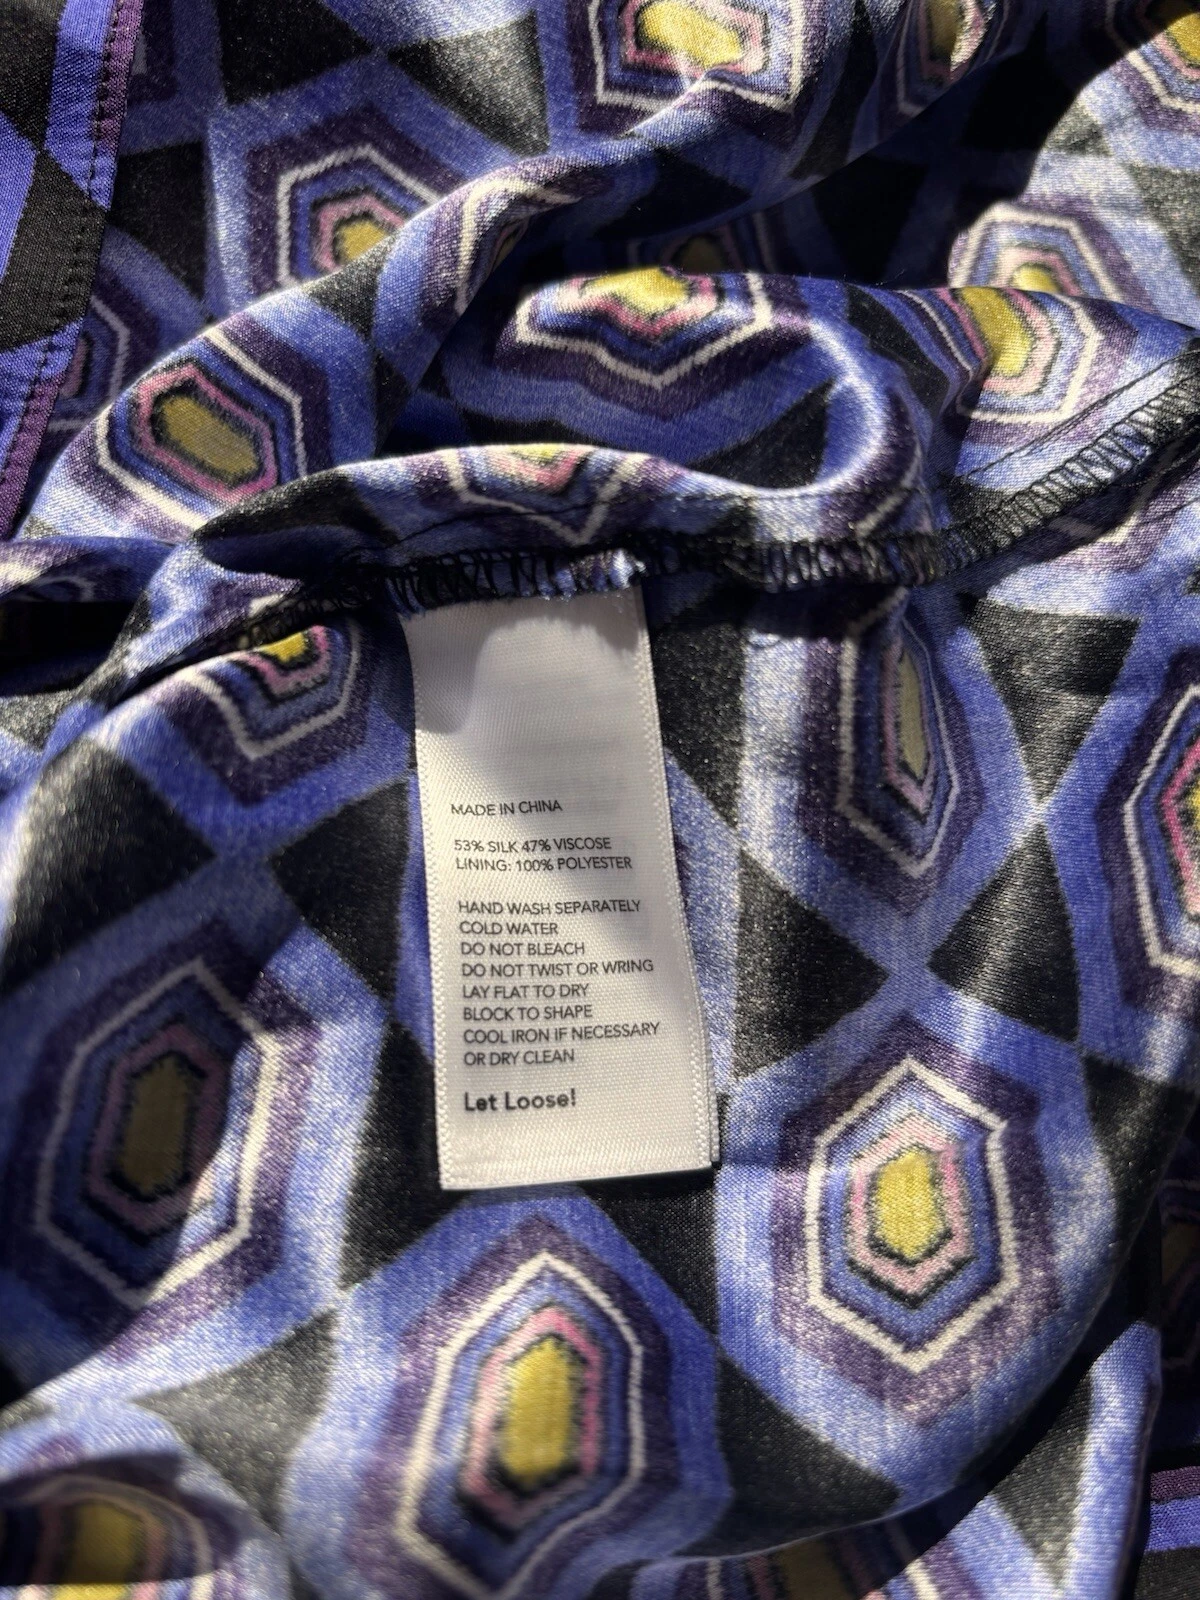 MADE IN CHINA
53% SILK 47% VISCOSE
LINING: 100% POLYESTER
HAND WASH SEPARATELY
COLD WATER
DO NOT BLEACH
DO NOT TWIST OR WRING
LAY FLAT TO DRY
BLOCK TO SHAPE
COOL IRON IF NECESSARY
OR DRY CLEAN
Let Loose!